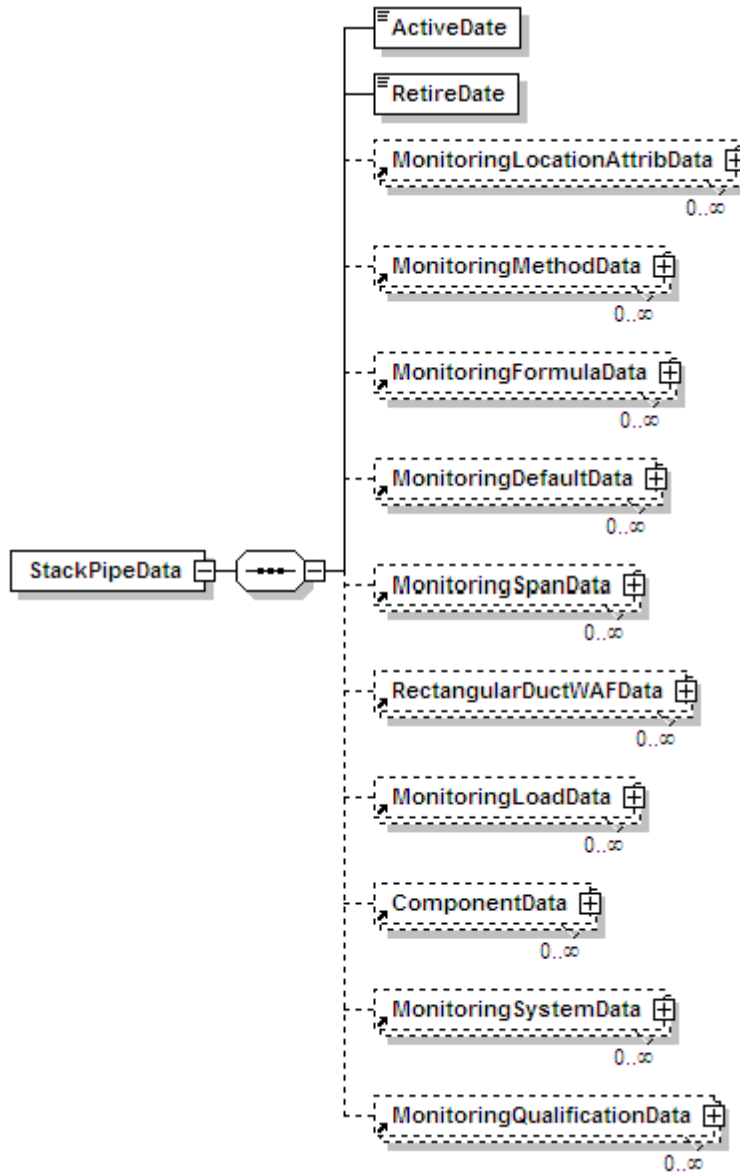 ActiveDate
RetireDate
MonitoringLocationAttribData
0..∞
MonitoringMethodData
0..∞
MonitoringFormulaData
0..∞
MonitoringDefaultData
0..∞
StackPipeData
MonitoringSpanData
0..∞
RectangularDuctWAFData
0..∞
MonitoringLoadData
0..∞
ComponentData
0..∞
MonitoringSystemData
0..∞
MonitoringQualificationData
0..∞